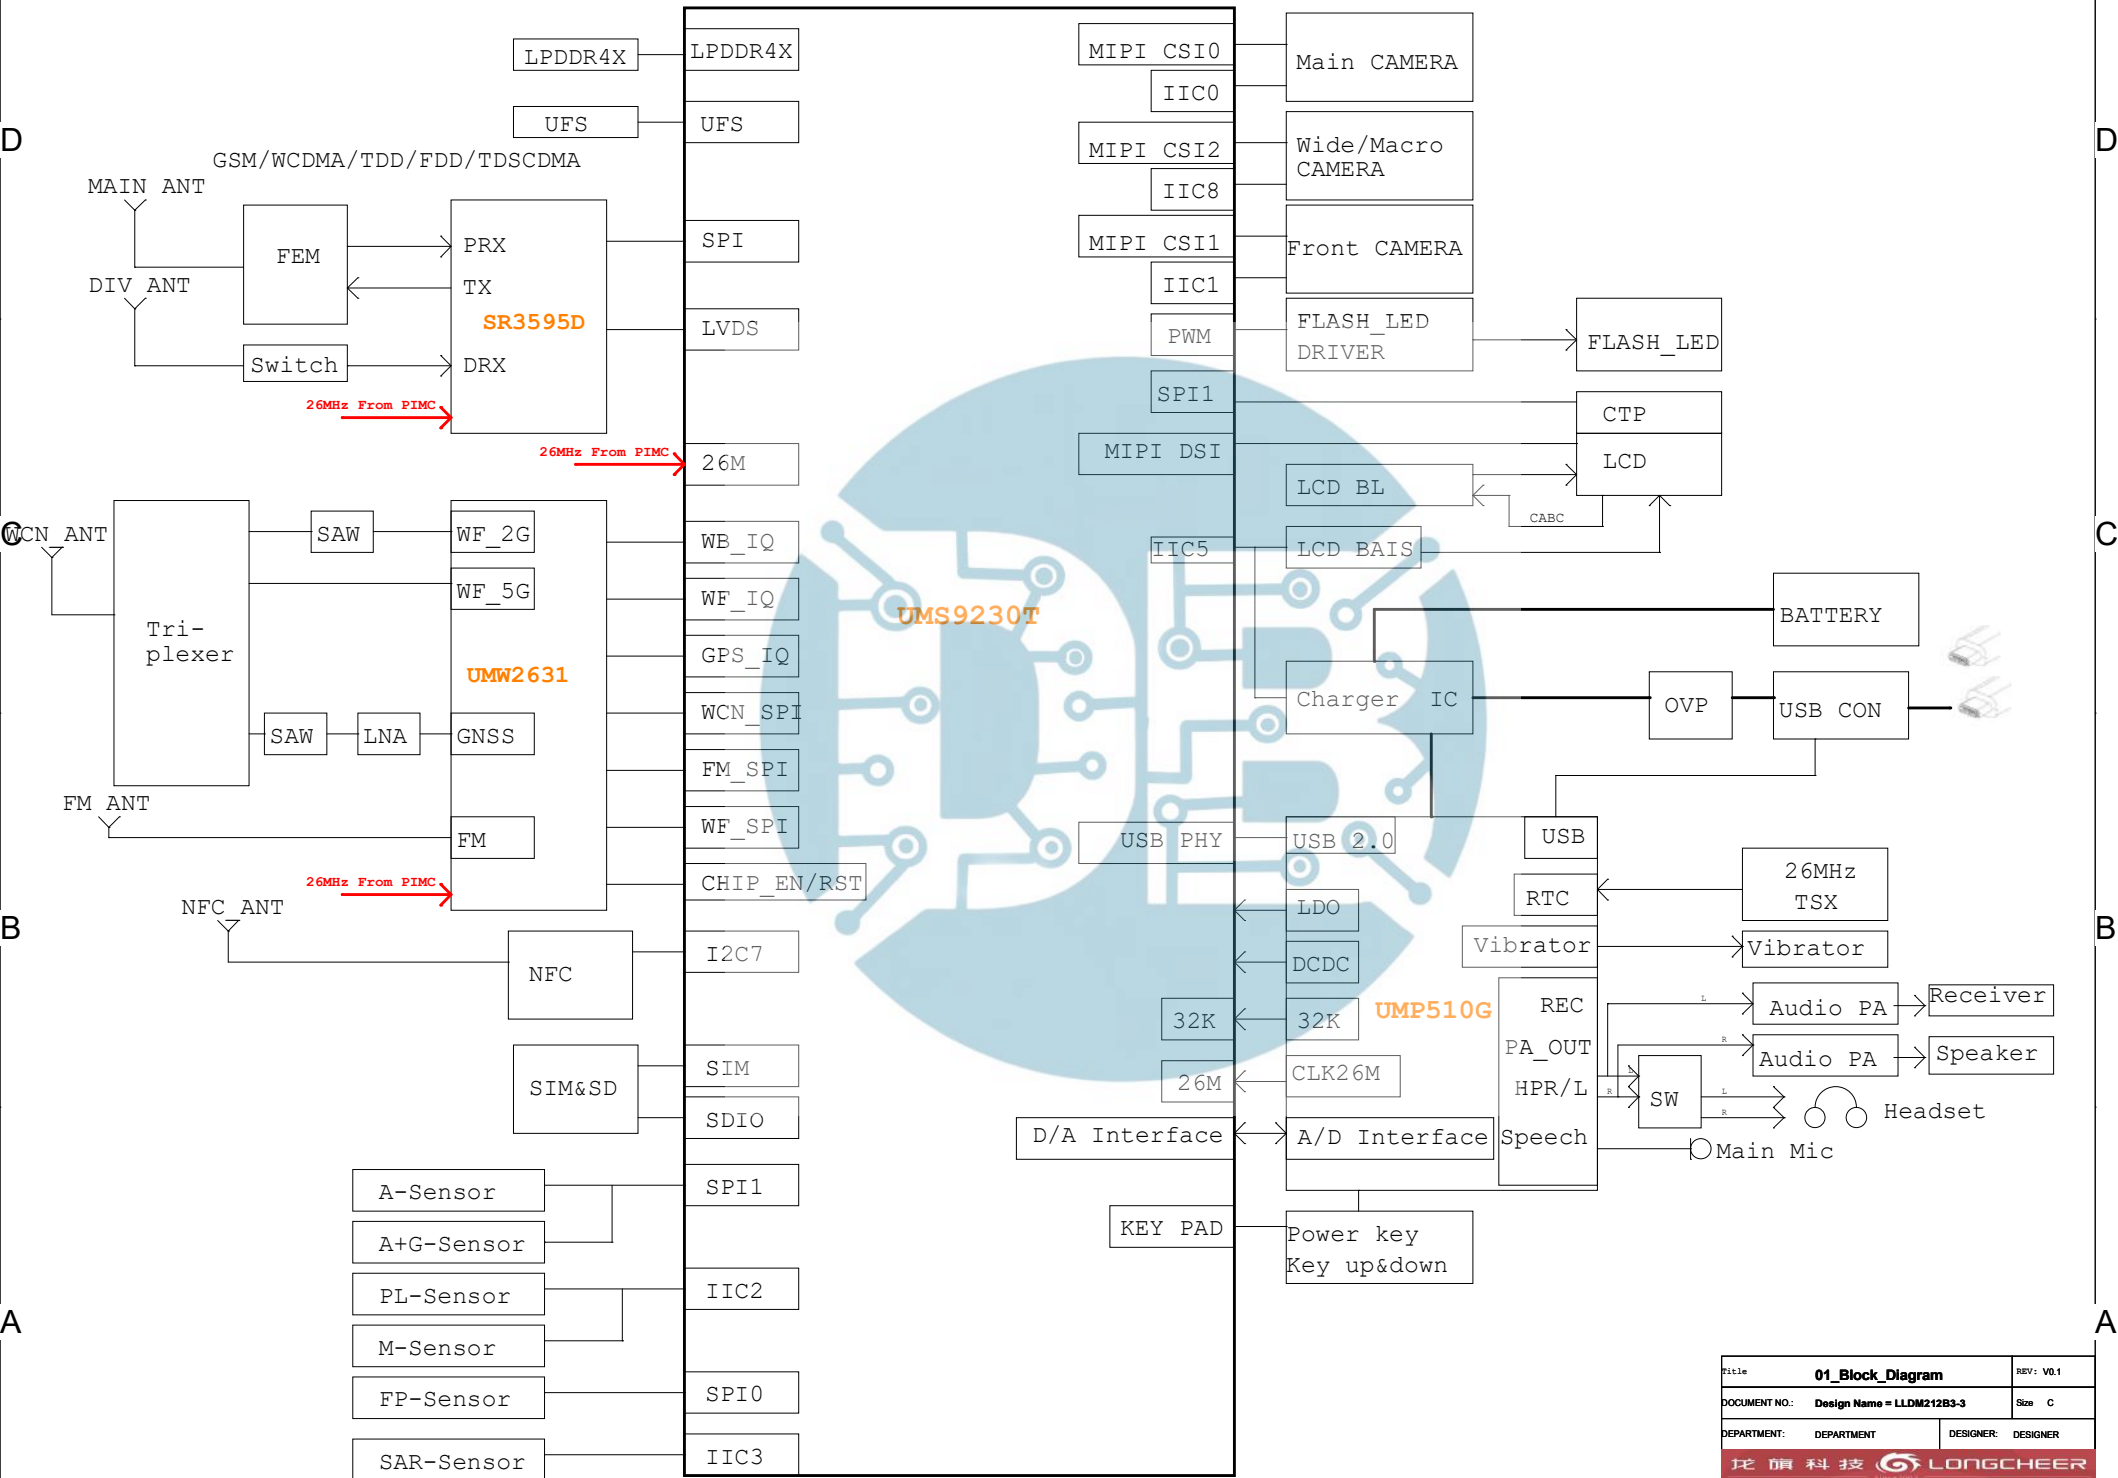 LPDDR4X
LPDDR4X
UFS
UFS
GSM/WCDMA/TDD/FDD/TDSCDMA
MAIN ANT
DIV ANT
FEM
Switch
PRX
TX
SR3595D
DRX
26MHz From PIMC
SPI
LVDS
26MHz From PIMC
26M
WCN_ANT
Tri-
plexer
SAW
WF_2G
WF_5G
UMW2631
SAW
LNA
GNSS
FM ANT
FM
26MHz From PIMC
WB_IQ
WF_IQ
GPS_IQ
WCN_SPI
FM_SPI
WF_SPI
CHIP_EN/RST
NFC_ANT
NFC
I2C7
SIM&SD
SIM
SDIO
A-Sensor
A+G-Sensor
SPI1
PL-Sensor
M-Sensor
IIC2
FP-Sensor
SPI0
SAR-Sensor
IIC3
UMS9230T
MIPI CSI0
IIC0
Main CAMERA
MIPI CSI2
IIC8
Wide/Macro
CAMERA
MIPI CSI1
IIC1
Front CAMERA
PWM
FLASH_LED
DRIVER
FLASH_LED
SPI1
CTP
MIPI DSI
LCD
LCD BL
CABC
IIC5
LCD BAIS
BATTERY
Charger IC
OVP
USB CON
USB PHY
USB 2.0
USB
LDO
RTC
26MHz
TSX
DCDC
Vibrator
Vibrator
32K
32K
UMP510G
REC
PA_OUT
HPR/L
Speech
L
Audio PA
Receiver
R
Audio PA
Speaker
26M
CLK26M
L
R
SW
L
R
Headset
D/A Interface
A/D Interface
Main Mic
KEY PAD
Power key
Key up&down
D
D
C
C
B
B
A
A
Title
01_Block_Diagram
REV: V0.1
DOCUMENT NO.:
Design Name = LLDM212B3-3
Size C
DEPARTMENT:
DEPARTMENT
DESIGNER:
DESIGNER
龙旗科技 LONGCHEER